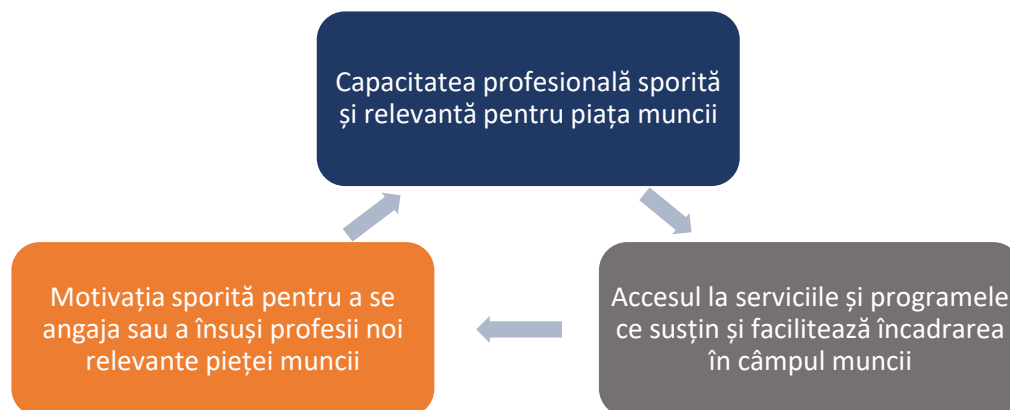 Capacitatea profesională sporită
și relevantă pentru piața muncii
Motivația sporită pentru a se
angaja sau a însuși profesii noi
relevante pieței muncii
Accesul la serviciile și programele
ce susțin și facilitează încadrarea
în câmpul muncii